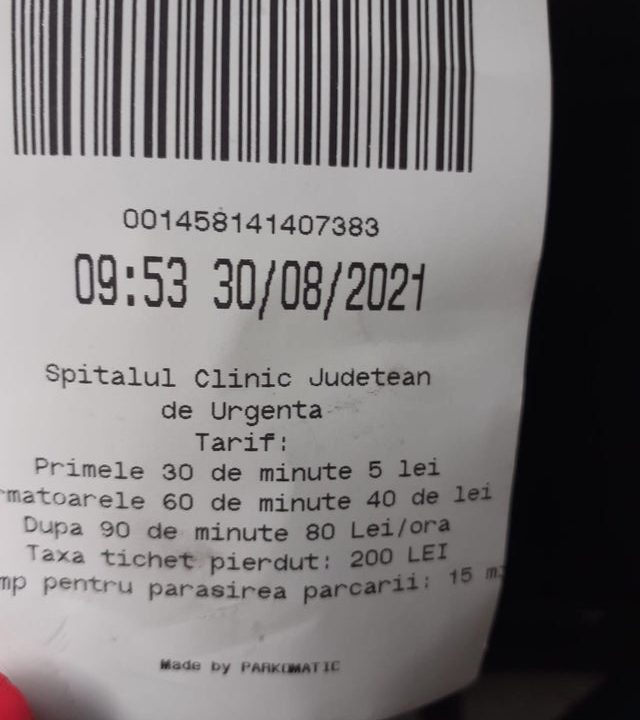 001458141407383
09:53 30/08/2021
Spitalul Clinic Judetean
de Urgenta
Tarif:
Primele 30 de minute 5 lei
rmatoarele 60 de minute 40 de lei
Dupa 90 de minute 80 Lei/ora
Taxa tichet pierdut: 200 LEI
mp pentru parasirea parcarii: 15 mi
Made by PARKOMATIC